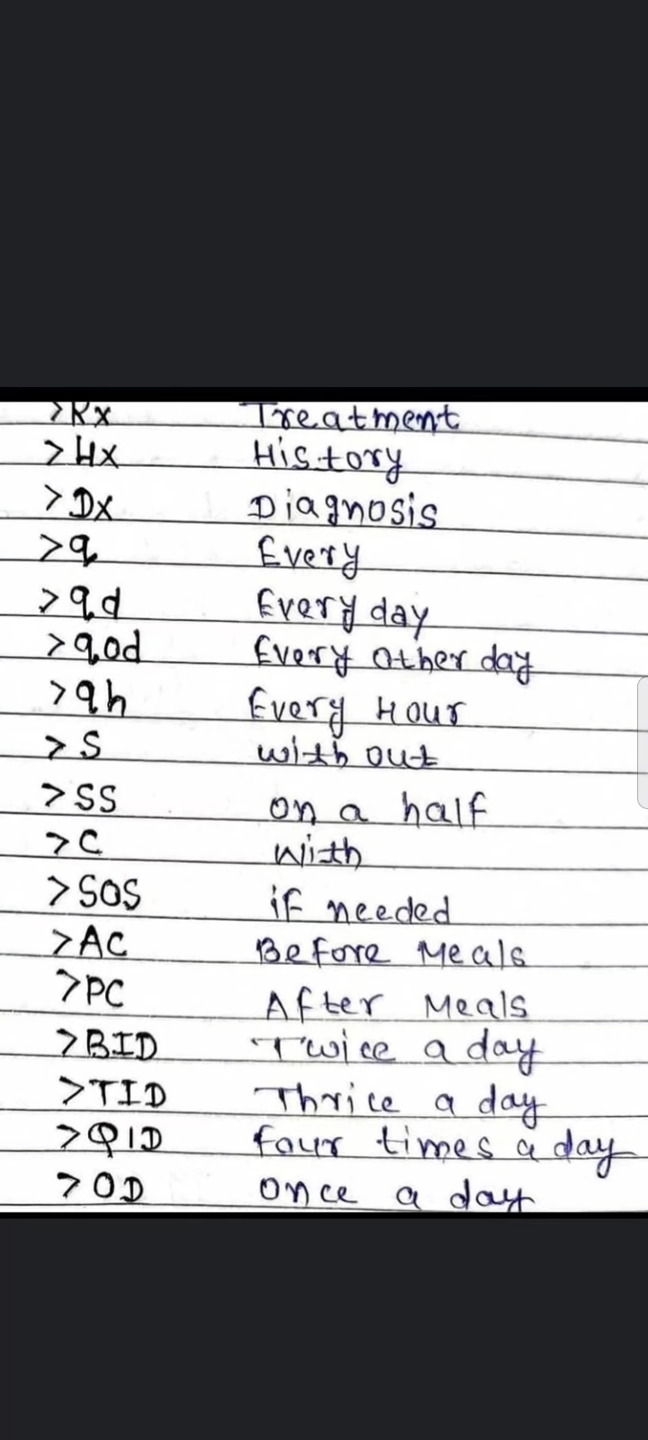 >Rx Treatment
>Hx History
>Dx Diagnosis
>q Every
>qd Every day
>qod Every other day
>qh Every Hour
>S with out
>SS on a half
>C with
>SOS if needed
>AC Before Meals
>PC After Meals
>BID Twice a day
>TID Thrice a day
>QID four times a day
>OD once a day